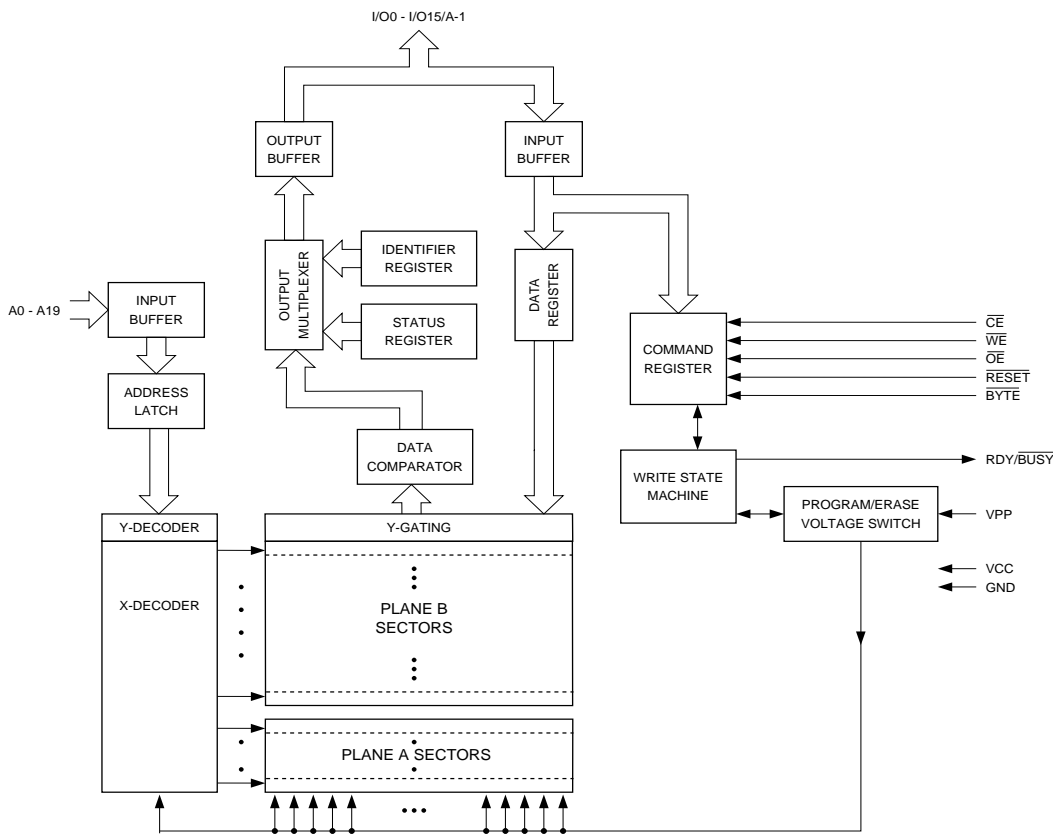 I/O0 - I/O15/A-1
OUTPUT
BUFFER
INPUT
BUFFER
IDENTIFIER
REGISTER
OUTPUT
MULTIPLEXER
DATA
REGISTER
A0 - A19
INPUT
BUFFER
STATUS
REGISTER
COMMAND
REGISTER
CE
WE
OE
RESET
BYTE
ADDRESS
LATCH
DATA
COMPARATOR
WRITE STATE
MACHINE
RDY/BUSY
PROGRAM/ERASE
VOLTAGE SWITCH
VPP
Y-DECODER
Y-GATING
VCC
GND
X-DECODER
PLANE B
SECTORS
PLANE A SECTORS